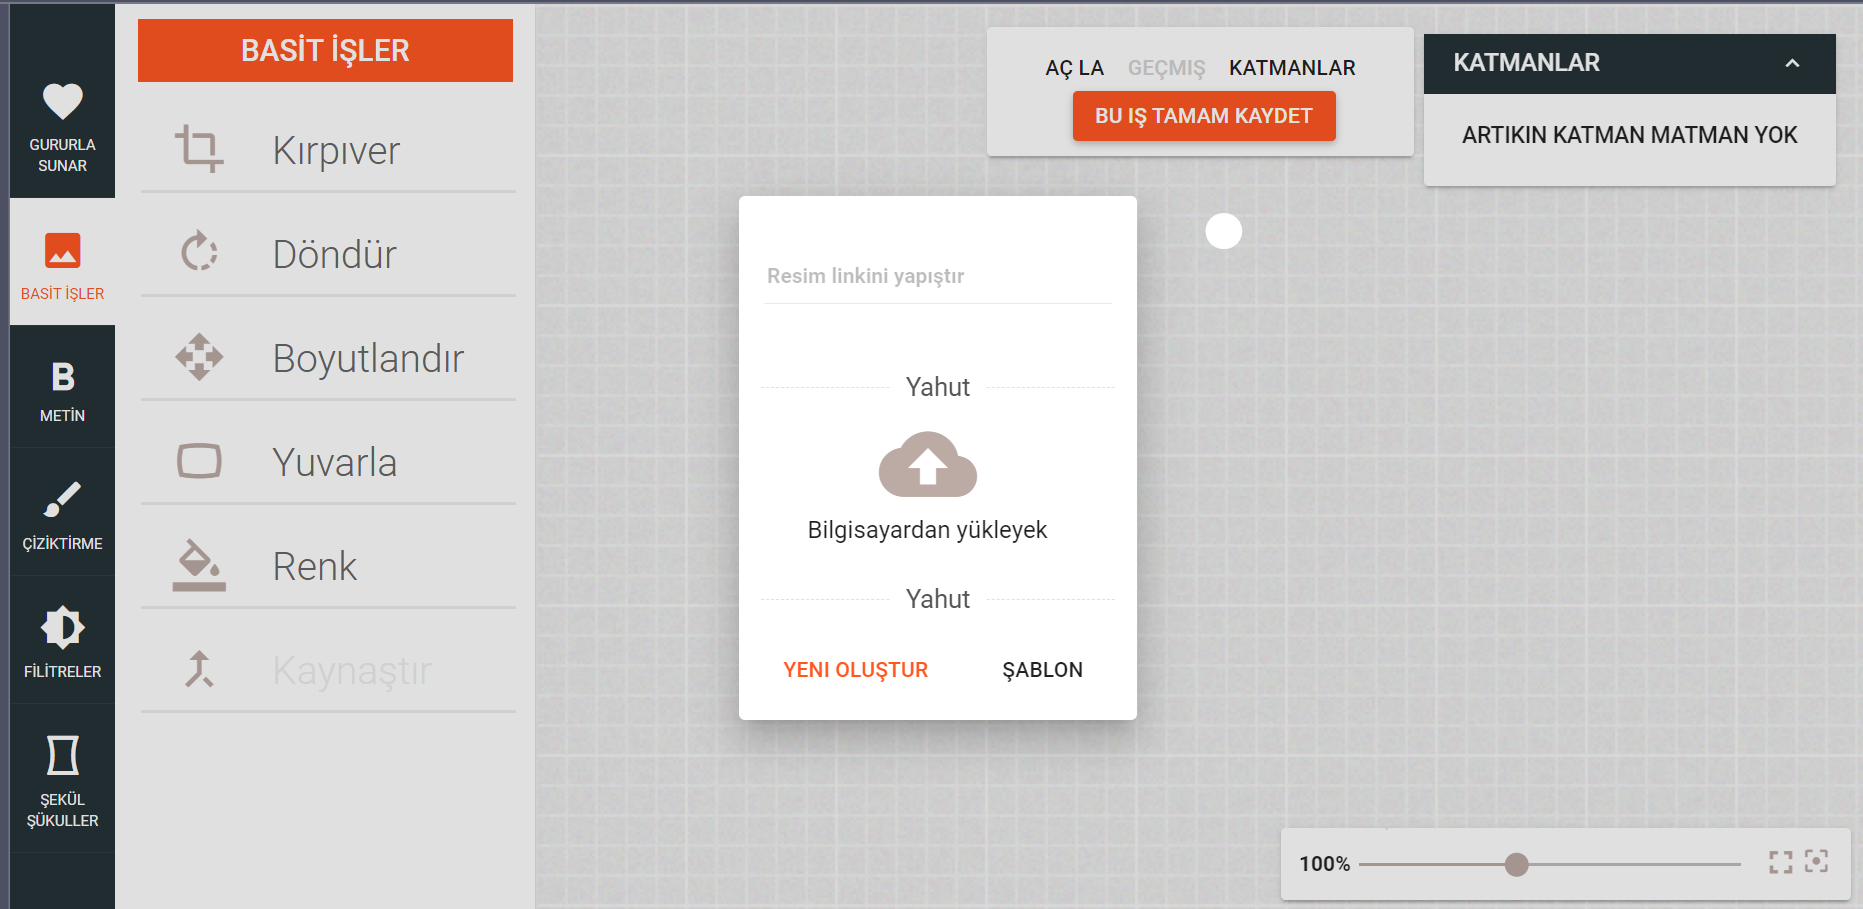 GURURLA
SUNAR
BASİT İŞLER
METİN
ÇİZİKTİRME
FİLİTRELER
ŞEKÜL
ŞÜKULLER
BASİT İŞLER
Kırpıver
Döndür
Boyutlandır
Yuvarla
Renk
Kaynaştır
AÇ LA GEÇMIŞ KATMANLAR
BU IŞ TAMAM KAYDET
KATMANLAR
ARTIKIN KATMAN MATMAN YOK
Resim linkini yapıştır
Yahut
Bilgisayardan yükleyek
Yahut
YENI OLUŞTUR ŞABLON
100%